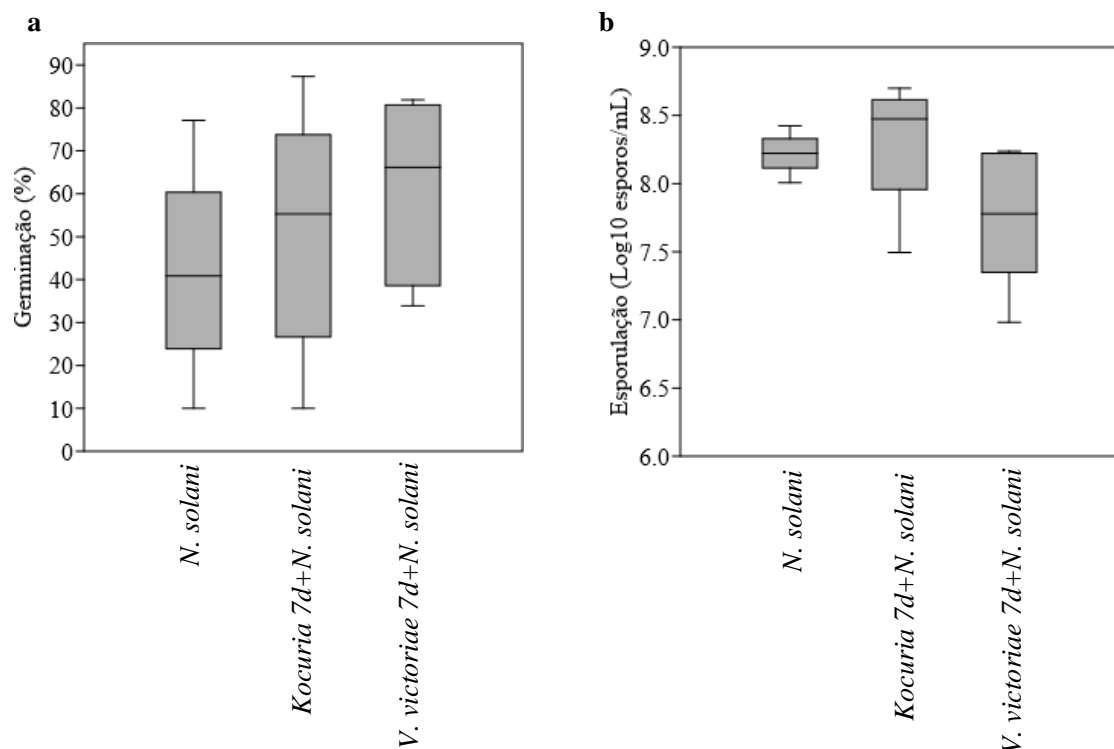 a
Germinação (%)
90
80
70
60
50
40
30
20
10
0
N. solani
Kocuria 7d+N. solani
V. victoriae 7d+N. solani
b
Esporulação (Log10 esporos/mL)
9.0
8.5
8.0
7.5
7.0
6.5
6.0
N. solani
Kocuria 7d+N. solani
V. victoriae 7d+N. solani